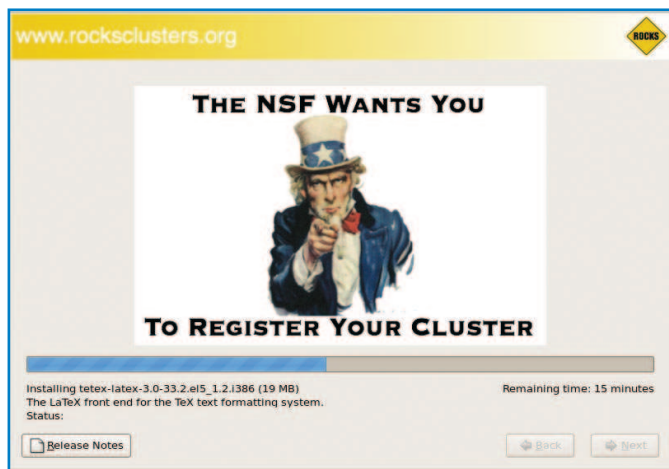 www.rocksclusters.org
ROCKS
THE NSF WANTS YOU
TO REGISTER YOUR CLUSTER
Installing tetex-latex-3.0-33.2.el5_1.2.i386 (19 MB)
Remaining time: 15 minutes
The LaTeX front end for the TeX text formatting system.
Status:
Release Notes
Back
Next